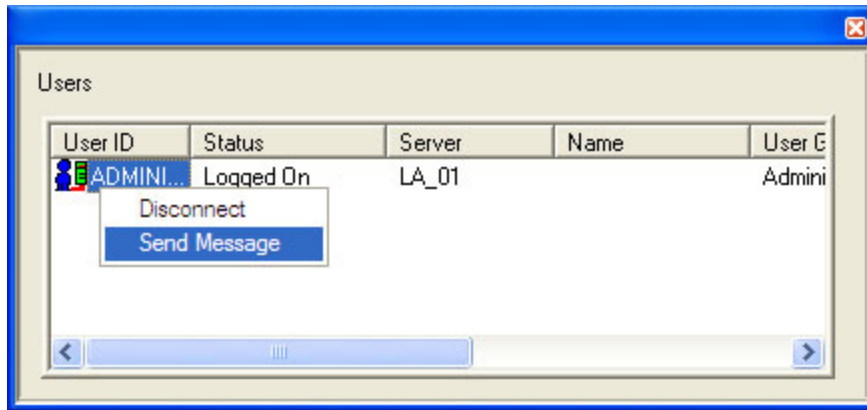 Users
User ID Status Server Name User G
ADMINI... Logged On LA_01 Admini
Disconnect
Send Message